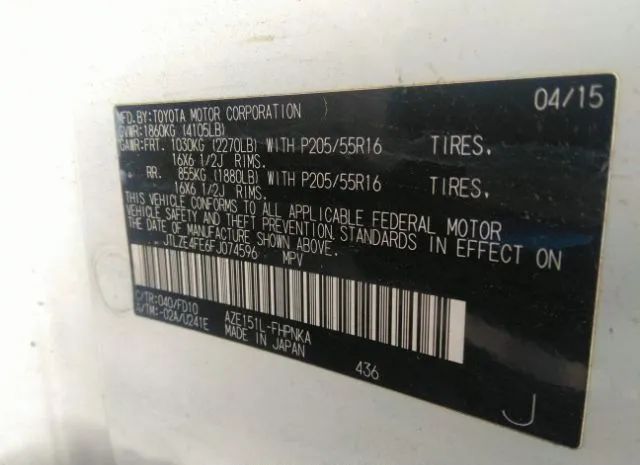 MFD.BY:TOYOTA MOTOR CORPORATION 04/15
GVWR:1860KG (4105LB)
GAWR:FRT. 1030KG (2270LB) WITH P205/55R16 TIRES,
16X6 1/2J RIMS.
RR. 855KG (1880LB) WITH P205/55R16 TIRES,
16X6 1/2J RIMS.
THIS VEHICLE CONFORMS TO ALL APPLICABLE FEDERAL MOTOR
VEHICLE SAFETY AND THEFT PREVENTION STANDARDS IN EFFECT ON
THE DATE OF MANUFACTURE SHOWN ABOVE.
JTLZE4FE6FJ074596 MPV
C/TR:040/FD10 AZE151L-FHPNKA
A/TM:-02A/U241E MADE IN JAPAN
436
J